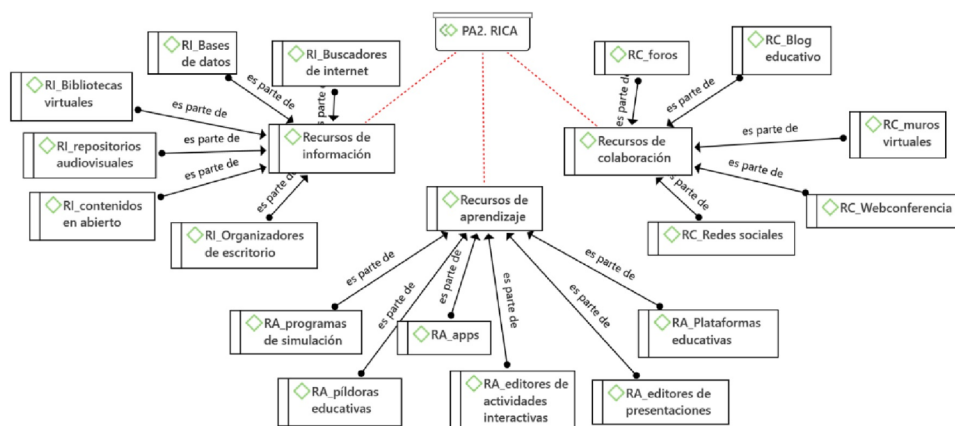 PA2. RICA
RI_Bases
de datos
RI_Buscadores
de internet
RC_foros
RC_Blog
educativo
RI_Bibliotecas
virtuales
es parte de
es parte de
es parte de
es parte de
es parte de
RI_repositorios
audiovisuales
es parte de
Recursos de
información
Recursos de
colaboración
es parte de
RC_muros
virtuales
RI_contenidos
en abierto
es parte de
es parte de
RI_Organizadores
de escritorio
Recursos de
aprendizaje
es parte de
RC_Redes sociales
es parte de
RC_Webconferencia
es parte de
es parte de
es parte de
es parte de
es parte de
es parte de
RA_programas
de simulación
RA_apps
RA_Plataformas
educativas
RA_píldoras
educativas
RA_editores de
actividades
interactivas
RA_editores
de presentaciones